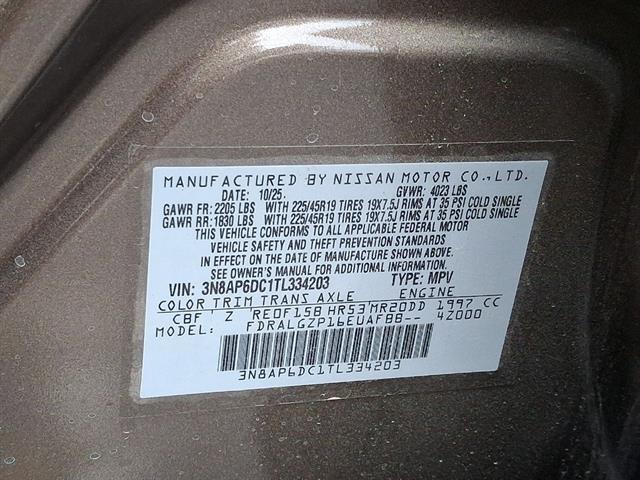 MANUFACTURED BY NISSAN MOTOR CO.,LTD.
DATE: 10/25. GVWR: 4023 LBS
GAWR FR: 2205 LBS WITH 225/45R19 TIRES 19X7.5J RIMS AT 35 PSI COLD SINGLE
GAWR RR: 1830 LBS WITH 225/45R19 TIRES 19X7.5J RIMS AT 35 PSI COLD SINGLE
THIS VEHICLE CONFORMS TO ALL APPLICABLE FEDERAL MOTOR
VEHICLE SAFETY AND THEFT PREVENTION STANDARDS
IN EFFECT ON THE DATE OF MANUFACTURE SHOWN ABOVE.
SEE OWNER'S MANUAL FOR ADDITIONAL INFORMATION.
VIN: 3N8AP6DC1TL334203 TYPE: MPV
COLOR TRIM TRANS AXLE ENGINE
CBF Z RE0F15B HR53 MR20DD 1997 CC
MODEL: FDRALGZP16EUAFBB-- 4Z000
3N8AP6DC1TL334203